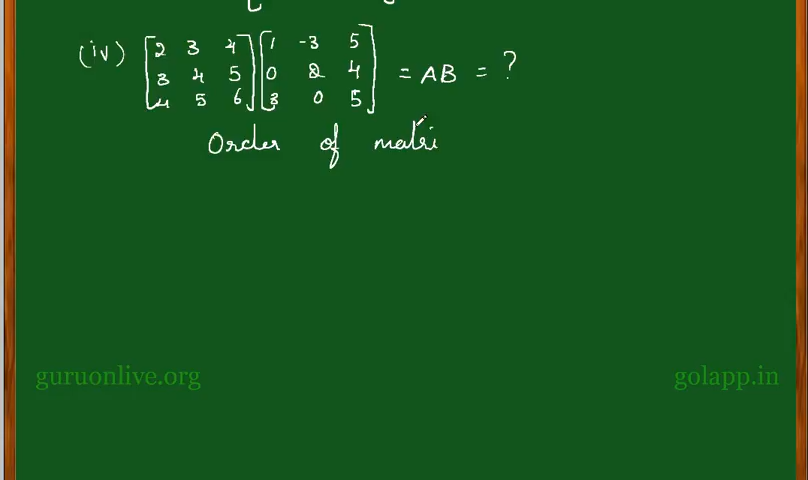 (iv) [2 3 4] [1 -3 5]
[3 4 5] [0 2 4] = AB = ?
[4 5 6] [3 0 5]
Order of matri
guruonlive.org golapp.in